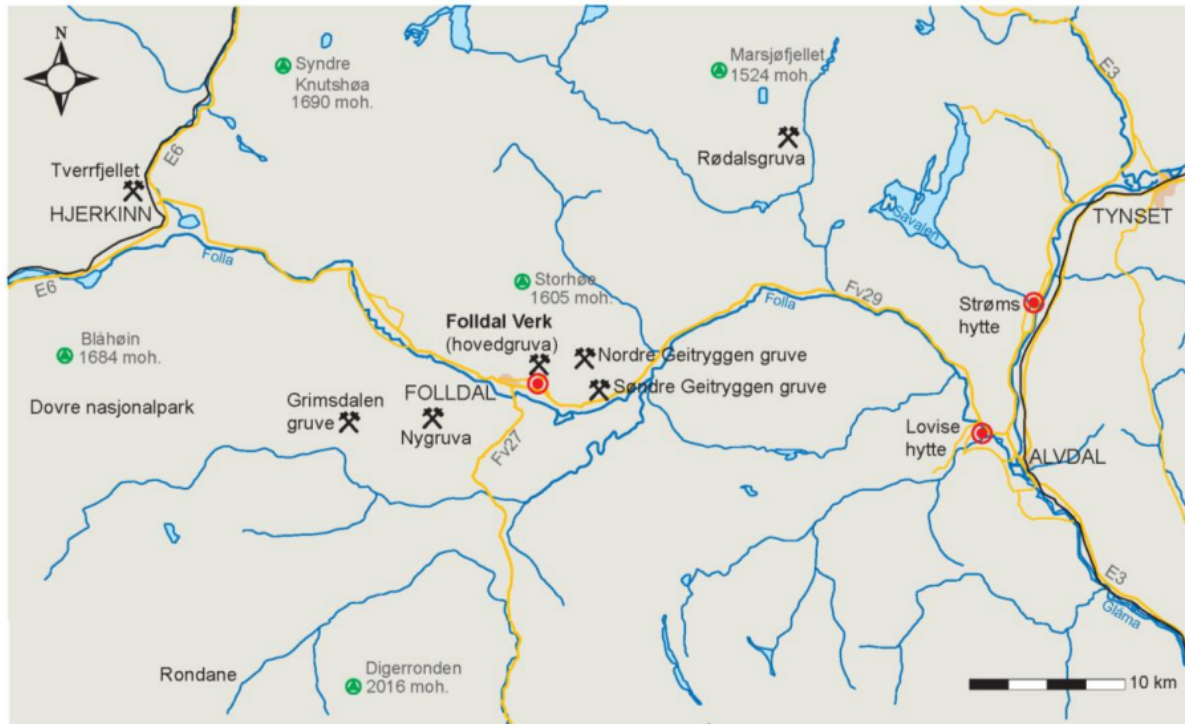 N
Syndre
Knutshøa
1690 moh.
Marsjøfjellet
1524 moh.
E3
E6
Rødalsgruva
Tverrfjellet
HJERKINN
Savalen
TYNSET
Folla
E6
Storhøe
1605 moh.
Folla
Fv29
Strøms
hytte
Blåhøin
1684 moh.
Folldal Verk
(hovedgruva)
Nordre Geitryggen gruve
FOLLDAL
Søndre Geitryggen gruve
Dovre nasjonalpark
Grimsdalen
gruve
Nygruva
Fv27
Lovise
hytte
ALVDAL
E3
Glåma
Rondane
Digerronden
2016 moh.
10 km